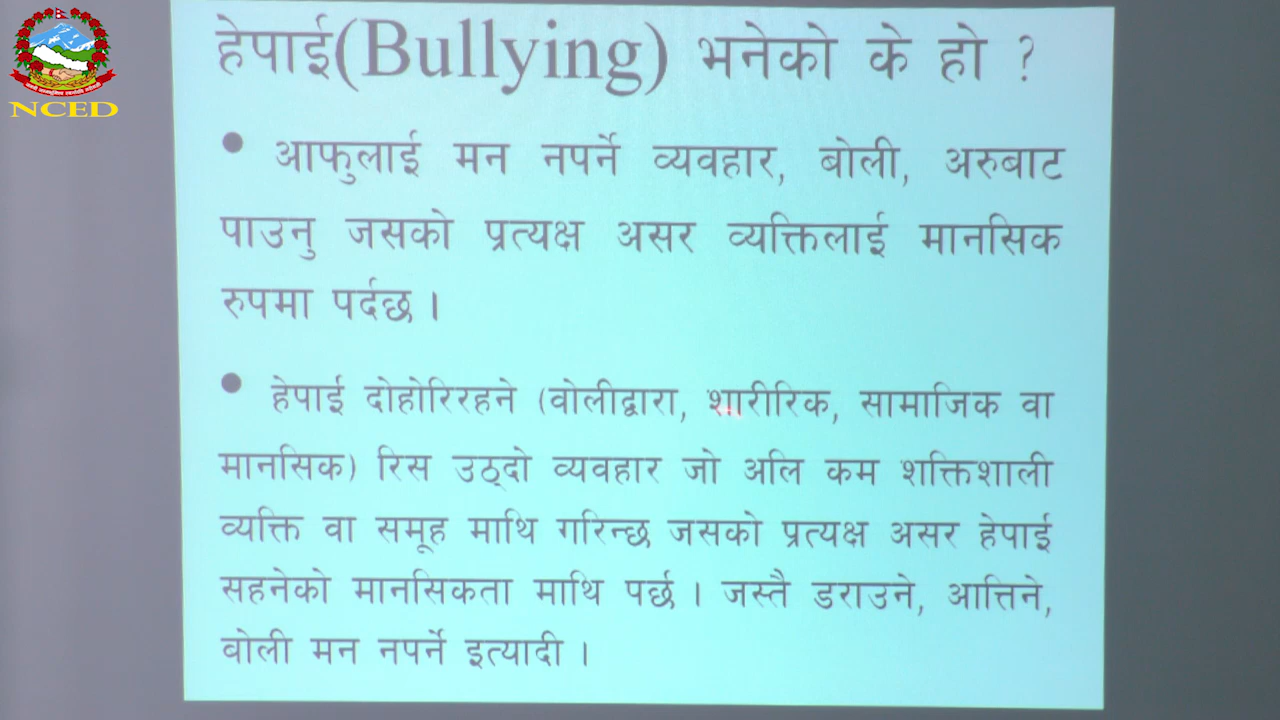 NCED
हेपाई(Bullying) भनेको के हो ?
• आफुलाई मन नपर्ने व्यवहार, बोली, अरुबाट
पाउनु जसको प्रत्यक्ष असर व्यक्तिलाई मानसिक
रुपमा पर्दछ ।
• हेपाई दोहोरिरहने (वोलीद्वारा, शारीरिक, सामाजिक वा
मानसिक) रिस उठ्दो व्यवहार जो अलि कम शक्तिशाली
व्यक्ति वा समूह माथि गरिन्छ जसको प्रत्यक्ष असर हेपाई
सहनेको मानसिकता माथि पर्छ । जस्तै डराउने, आत्तिने,
वोली मन नपर्ने इत्यादी ।